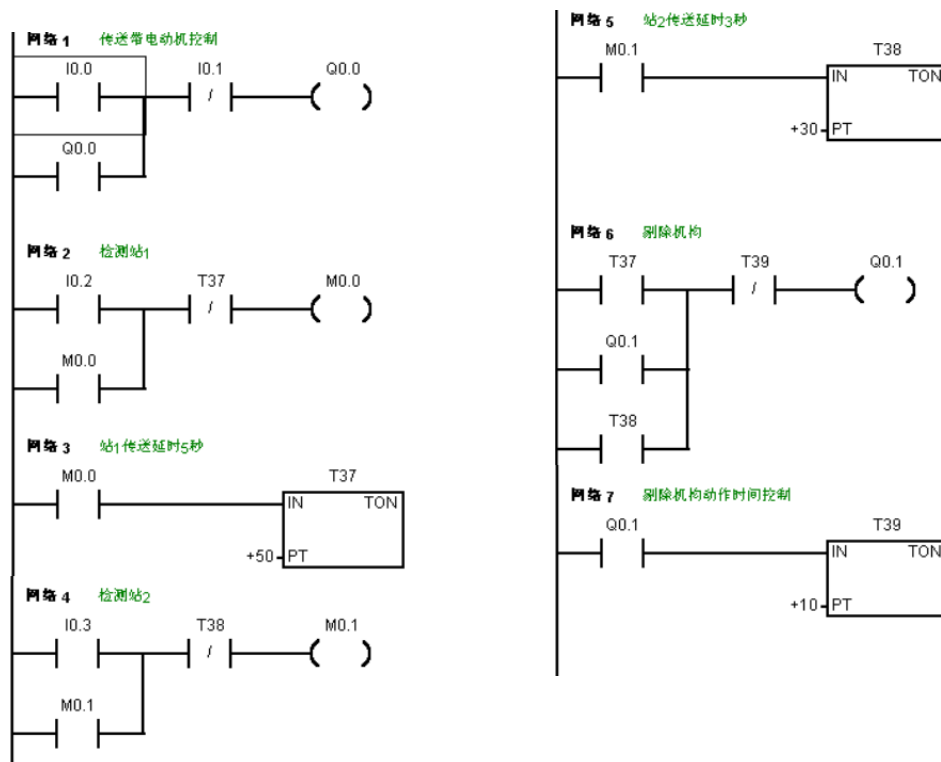 网络 1 传送带电动机控制
I0.0 I0.1 Q0.0
/
Q0.0
网络 2 检测站1
I0.2 T37 M0.0
/
M0.0
网络 3 站1传送延时5秒
M0.0 T37
IN TON
+50 PT
网络 4 检测站2
I0.3 T38 M0.1
/
M0.1
网络 5 站2传送延时3秒
M0.1 T38
IN TON
+30 PT
网络 6 剔除机构
T37 T39 Q0.1
/
Q0.1
T38
网络 7 剔除机构动作时间控制
Q0.1 T39
IN TON
+10 PT